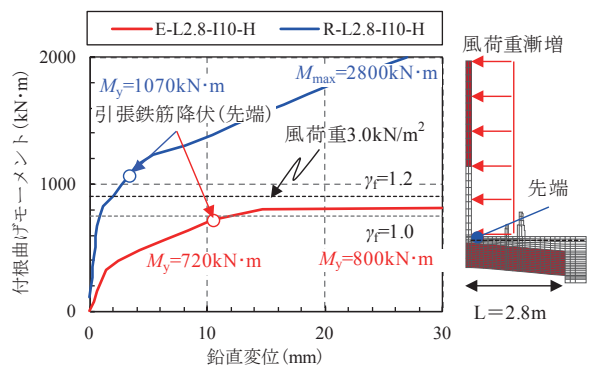 E-L2.8-I10-H
R-L2.8-I10-H
付根曲げモーメント(kN・m)
2000
1000
0
My=1070kN・m
Mmax=2800kN・m
引張鉄筋降伏(先端)
風荷重3.0kN/m2
γf=1.2
γf=1.0
My=720kN・m
My=800kN・m
0
10
20
30
鉛直変位(mm)
風荷重漸増
先端
L=2.8m